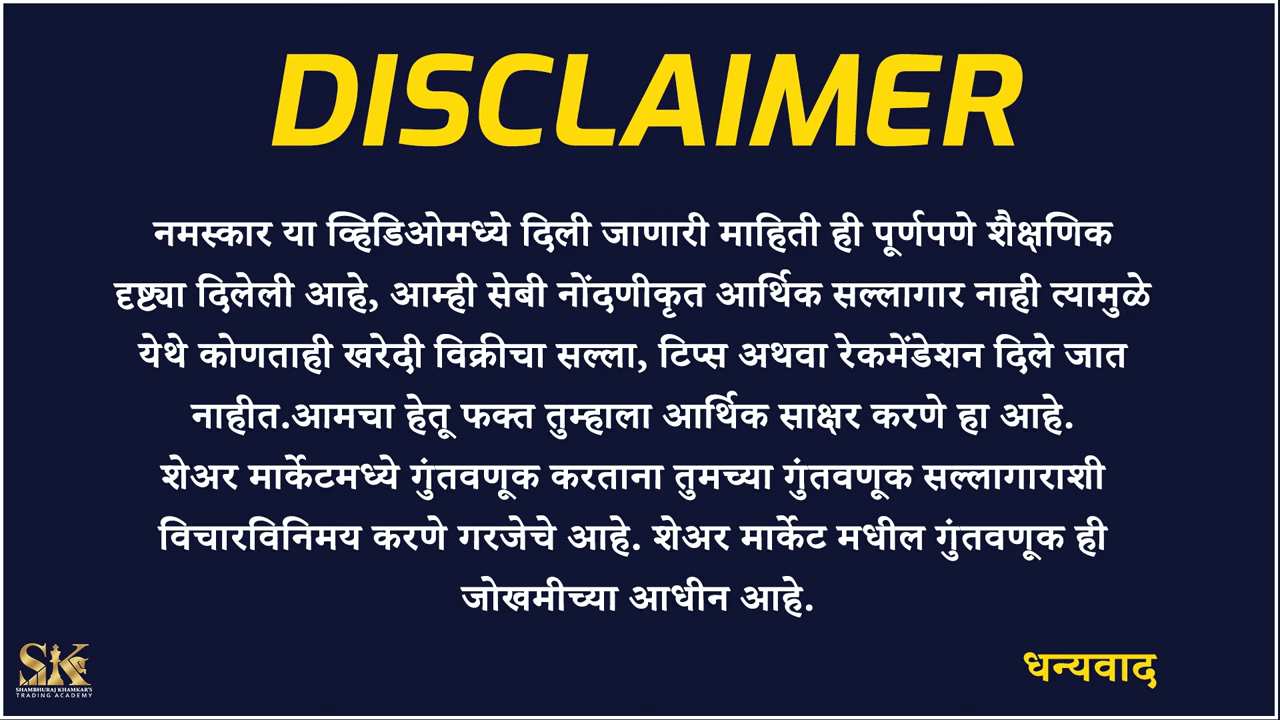 DISCLAIMER
नमस्कार या व्हिडिओमध्ये दिली जाणारी माहिती ही पूर्णपणे शैक्षणिक
दृष्ट्या दिलेली आहे, आम्ही सेबी नोंदणीकृत आर्थिक सल्लागार नाही त्यामुळे
येथे कोणताही खरेदी विक्रीचा सल्ला, टिप्स अथवा रेकमेंडेशन दिले जात
नाहीत.आमचा हेतू फक्त तुम्हाला आर्थिक साक्षर करणे हा आहे.
शेअर मार्केटमध्ये गुंतवणूक करताना तुमच्या गुंतवणूक सल्लागाराशी
विचारविनिमय करणे गरजेचे आहे. शेअर मार्केट मधील गुंतवणूक ही
जोखमीच्या आधीन आहे.
धन्यवाद
SK
SHAMBHURAJ KHAMKAR'S
TRADING ACADEMY